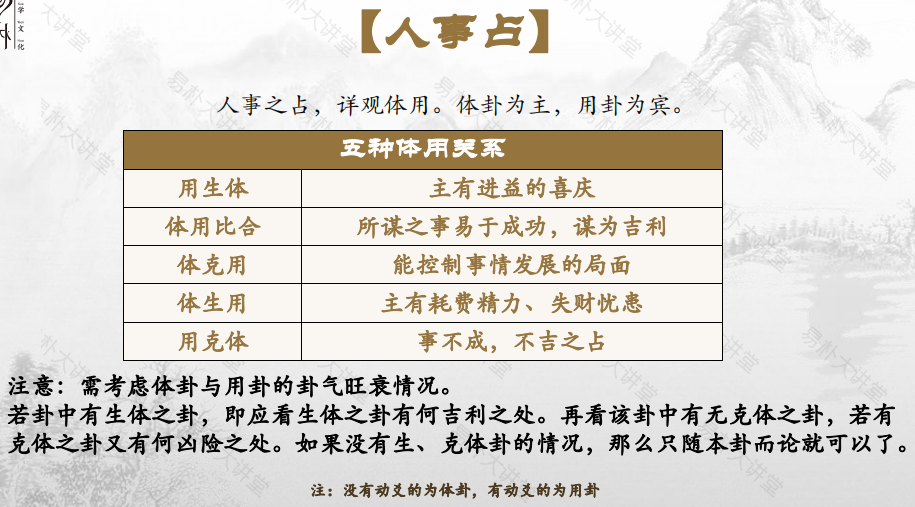 学文化
【人事占】
人事之占，详观体用。体卦为主，用卦为宾。
五种体用关系
用生体 主有进益的喜庆
体用比合 所谋之事易于成功，谋为吉利
体克用 能控制事情发展的局面
体生用 主有耗费精力、失财忧患
用克体 事不成，不吉之占
注意：需考虑体卦与用卦的卦气旺衰情况。
若卦中有生体之卦，即应看生体之卦有何吉利之处。再看该卦中有无克体之卦，若有
克体之卦又有何凶险之处。如果没有生、克体卦的情况，那么只随本卦而论就可以了。
注：没有动爻的为体卦，有动爻的为用卦
易朴大讲堂